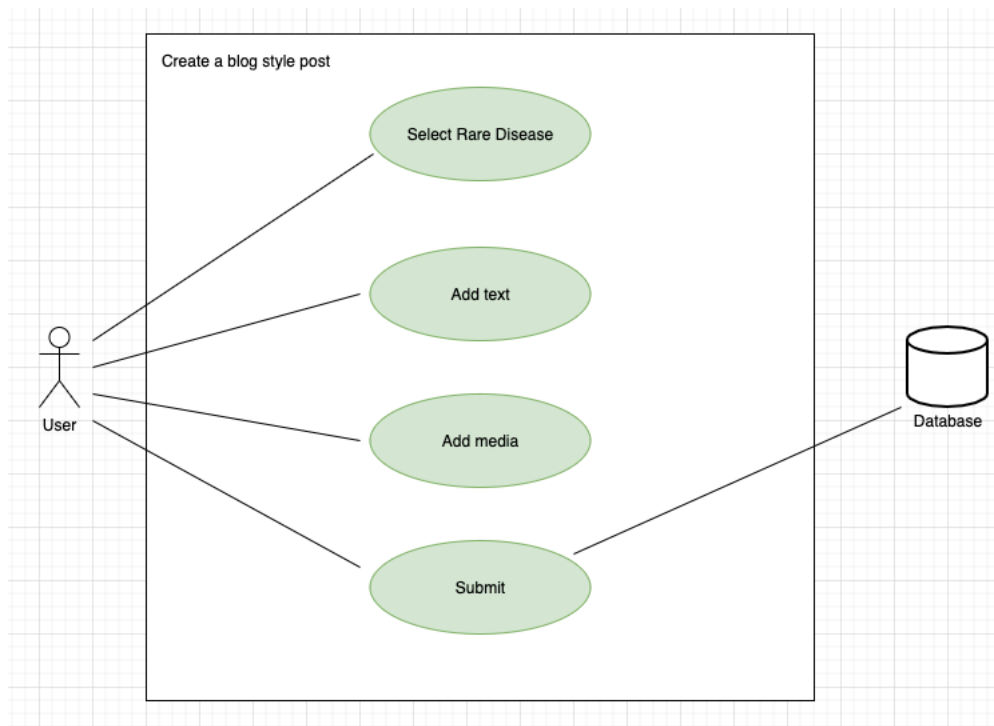 Create a blog style post
Select Rare Disease
Add text
Add media
Submit
User
Database